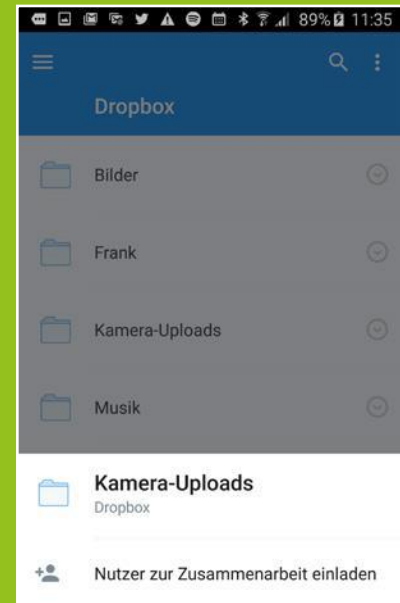 89% 11:35
Dropbox
Bilder
Frank
Kamera-Uploads
Musik
Kamera-Uploads
Dropbox
Nutzer zur Zusammenarbeit einladen